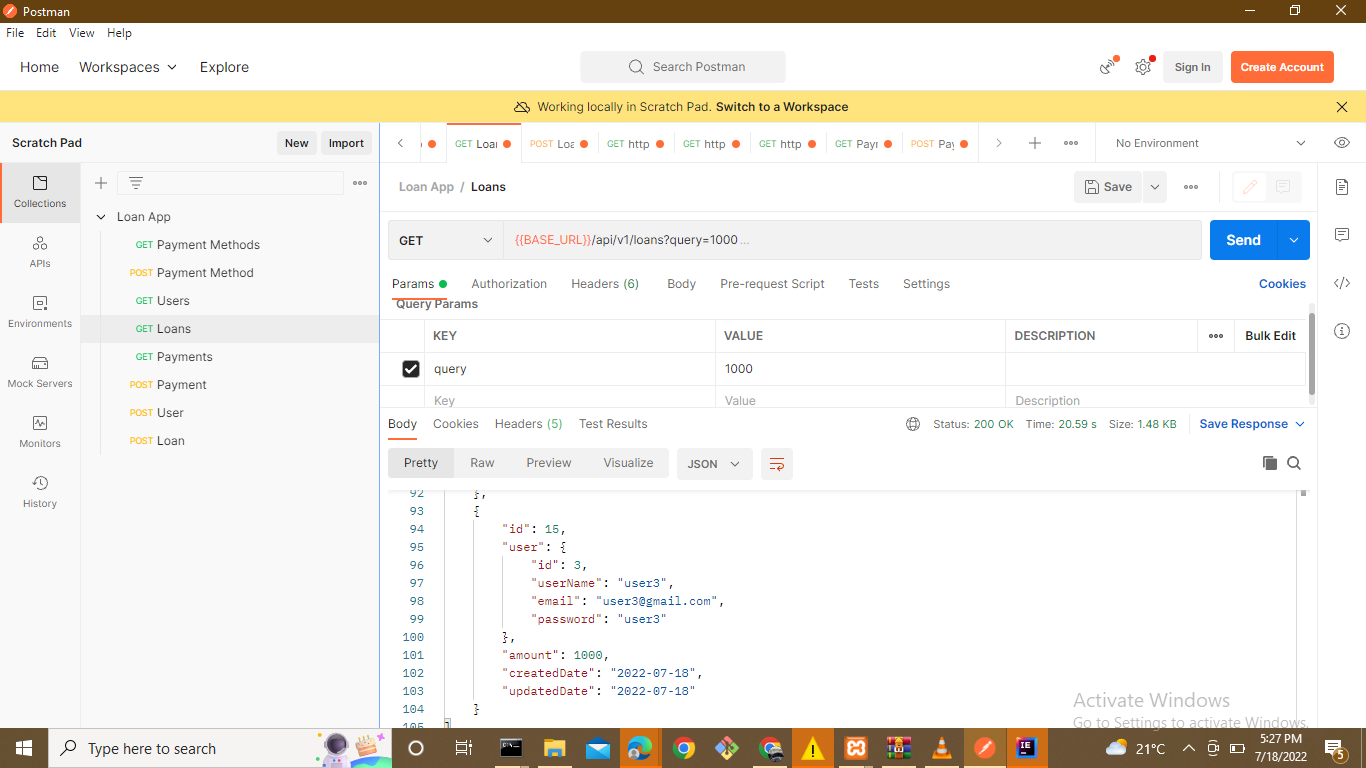 Postman
File Edit View Help
Home Workspaces Explore
Search Postman
Sign In
Create Account
Working locally in Scratch Pad. Switch to a Workspace
Scratch Pad
New
Import
GET Loan
POST Loa
GET http
GET http
GET http
GET Payr
POST Pay
No Environment
Collections
APIs
Environments
Mock Servers
Monitors
History
Loan App
GET Payment Methods
POST Payment Method
GET Users
GET Loans
GET Payments
POST Payment
POST User
POST Loan
Loan App / Loans
Save
GET
{{BASE_URL}}/api/v1/loans?query=1000 ...
Send
Params Authorization Headers (6) Body Pre-request Script Tests Settings Cookies
Query Params
KEY VALUE DESCRIPTION Bulk Edit
query 1000
Key Value Description
Body Cookies Headers (5) Test Results Status: 200 OK Time: 20.59 s Size: 1.48 KB Save Response
Pretty Raw Preview Visualize JSON
92 },
93 {
94 "id": 15,
95 "user": {
96 "id": 3,
97 "userName": "user3",
98 "email": "user3@gmail.com",
99 "password": "user3"
100 },
101 "amount": 1000,
102 "createdDate": "2022-07-18",
103 "updatedDate": "2022-07-18"
104 }
105 ]
Activate Windows
Go to Settings to activate Windows.
Type here to search
21°C
5:27 PM
7/18/2022
5